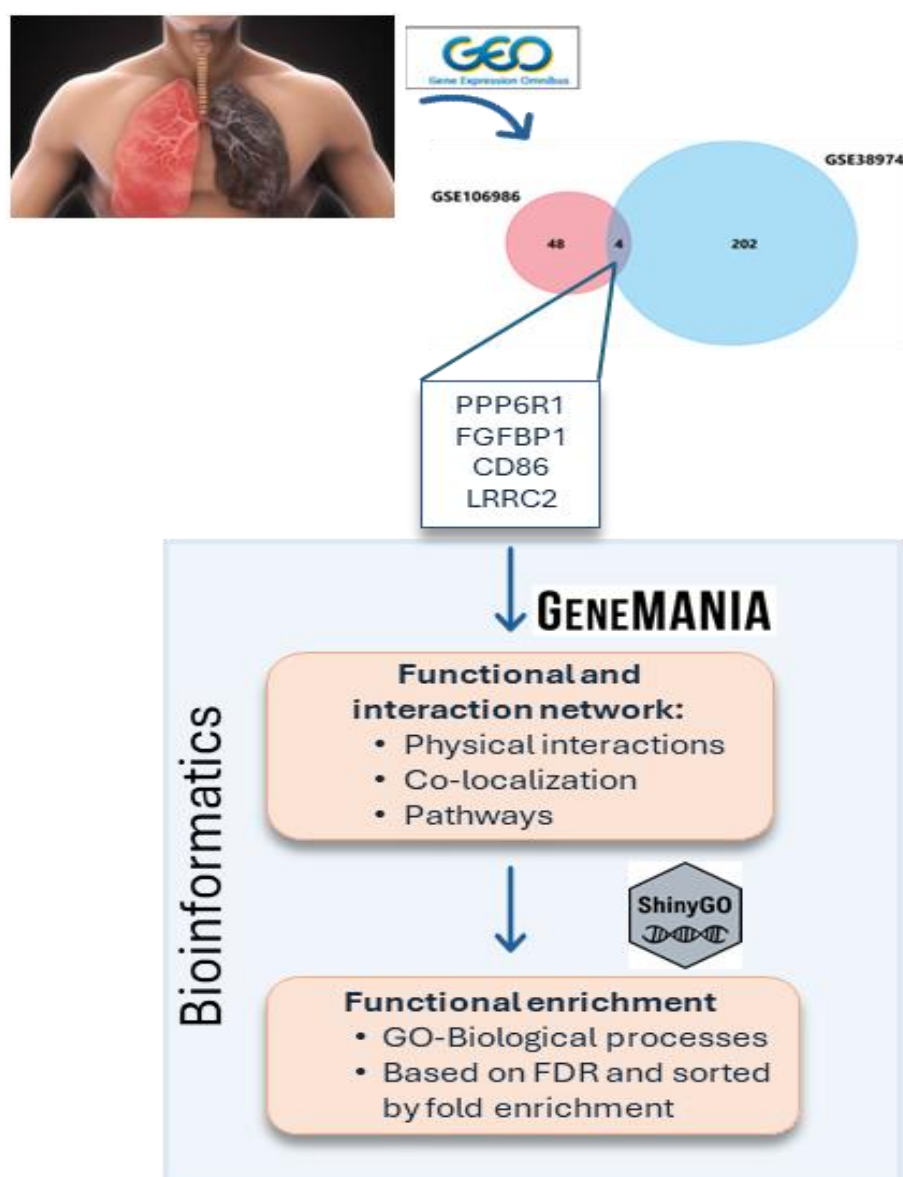 GEO
Gene Expression Omnibus
GSE38974
GSE106986
48
4
202
PPP6R1
FGFBP1
CD86
LRRC2
GENEMANIA
Functional and
interaction network:
• Physical interactions
• Co-localization
• Pathways
Bioinformatics
ShinyGO
Functional enrichment
• GO-Biological processes
• Based on FDR and sorted
by fold enrichment